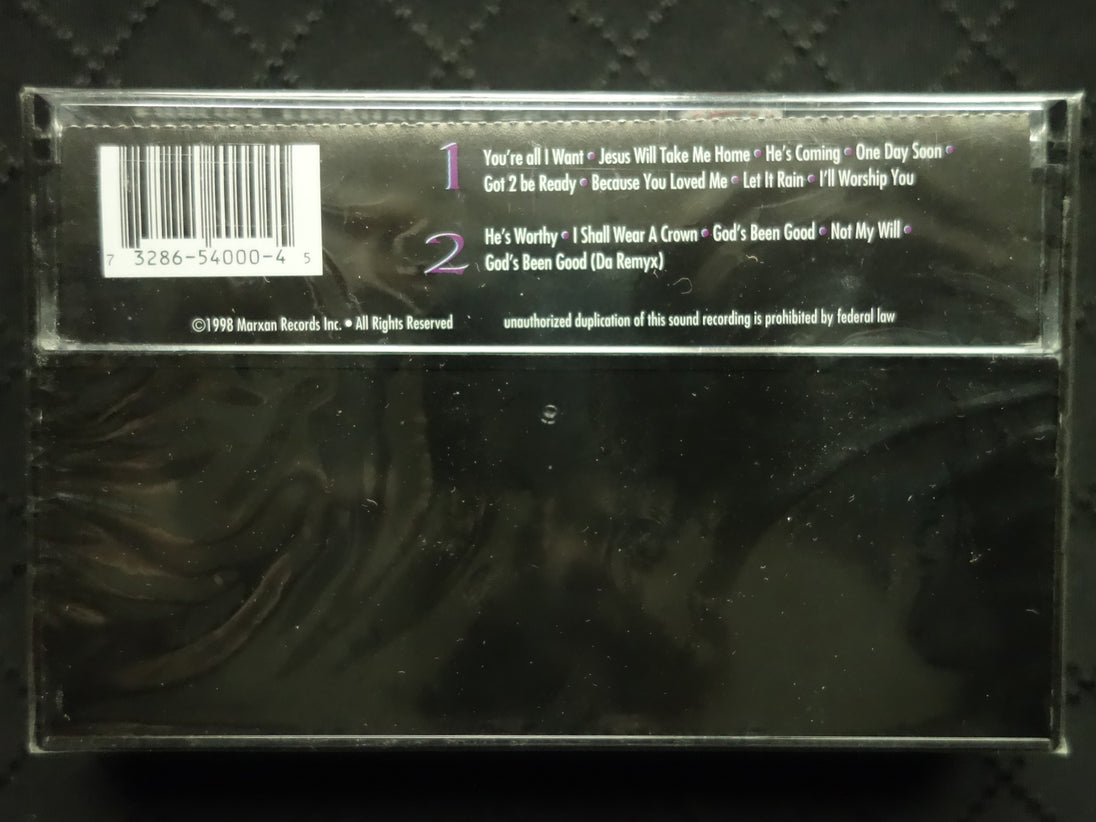 1 You're all I Want • Jesus Will Take Me Home • He's Coming • One Day Soon •
Got 2 be Ready • Because You Loved Me • Let It Rain • I'll Worship You
2 He's Worthy • I Shall Wear A Crown • God's Been Good • Not My Will •
God's Been Good (Da Remyx)
7 3286-54000-4 5
©1998 Marxan Records Inc. • All Rights Reserved
unauthorized duplication of this sound recording is prohibited by federal law